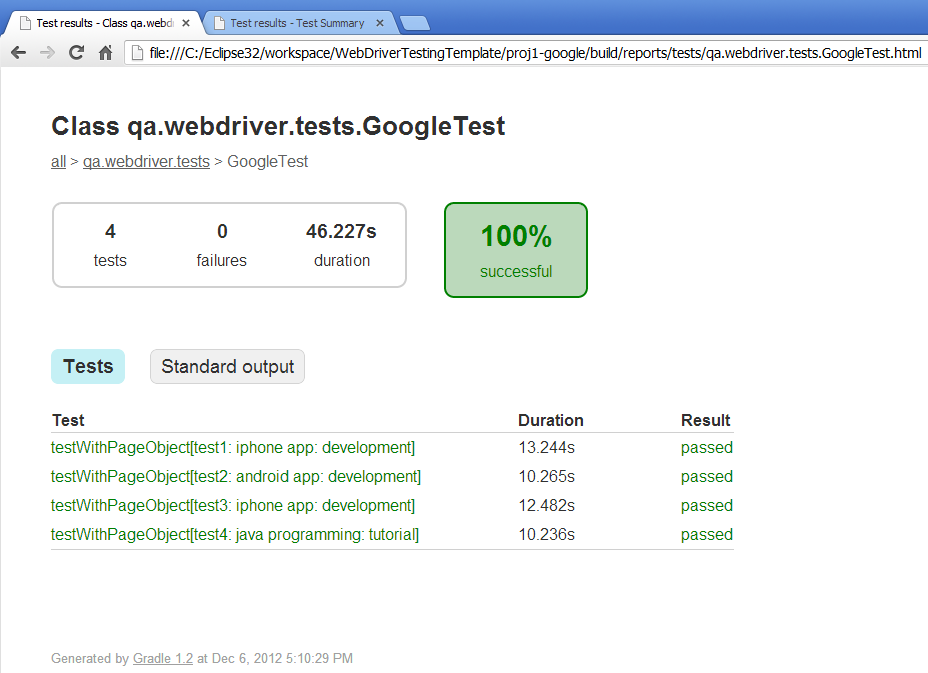 Test results - Class qa.webd
Test results - Test Summary
file:///C:/Eclipse32/workspace/WebDriverTestingTemplate/proj1-google/build/reports/tests/qa.webdriver.tests.GoogleTest.html
Class qa.webdriver.tests.GoogleTest
all > qa.webdriver.tests > GoogleTest
4 0 46.227s
tests failures duration
100%
successful
Tests Standard output
Test Duration Result
testWithPageObject[test1: iphone app: development] 13.244s passed
testWithPageObject[test2: android app: development] 10.265s passed
testWithPageObject[test3: iphone app: development] 12.482s passed
testWithPageObject[test4: java programming: tutorial] 10.236s passed
Generated by Gradle 1.2 at Dec 6, 2012 5:10:29 PM